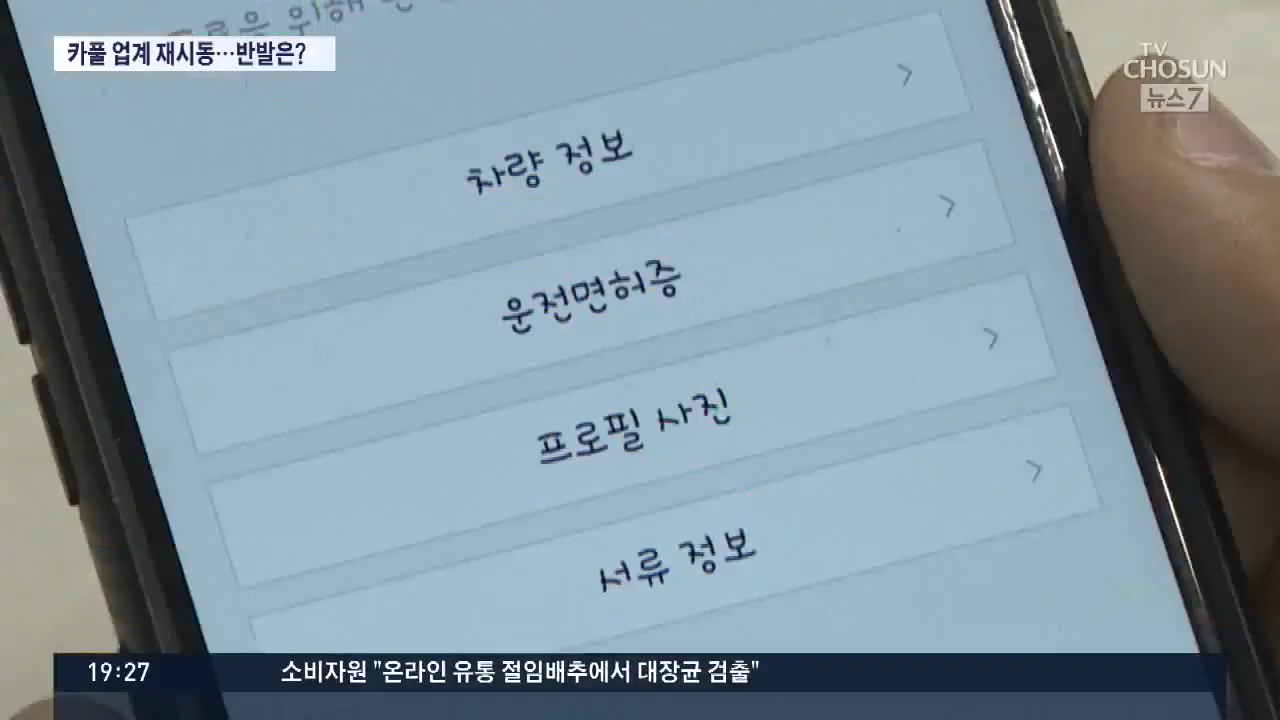 카풀 업계 재시동…반발은?
TV
CHOSUN
뉴스7
위해
차량 정보
운전면허증
프로필 사진
서류 정보
19:27
소비자원 "온라인 유통 절임배추에서 대장균 검출"